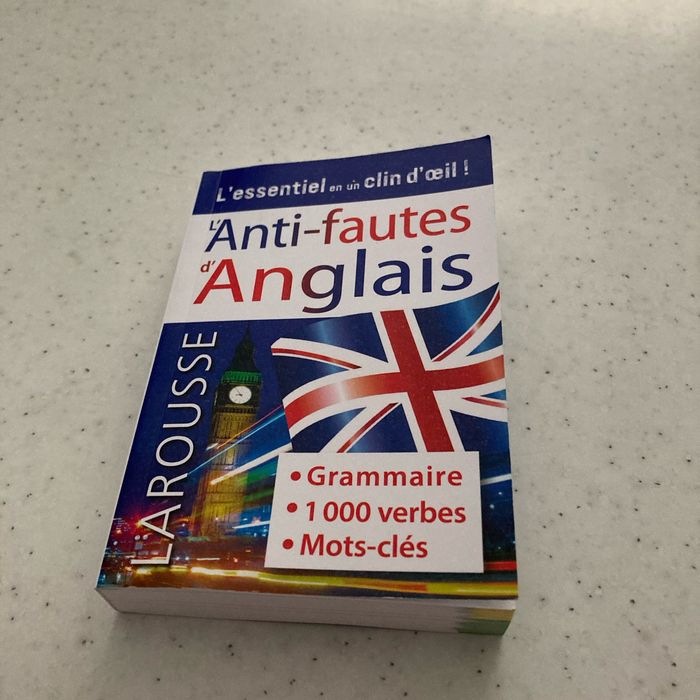 L'essentiel en un clin d'œil !
L'Anti-fautes
d'Anglais
LAROUSSE
• Grammaire
• 1 000 verbes
• Mots-clés